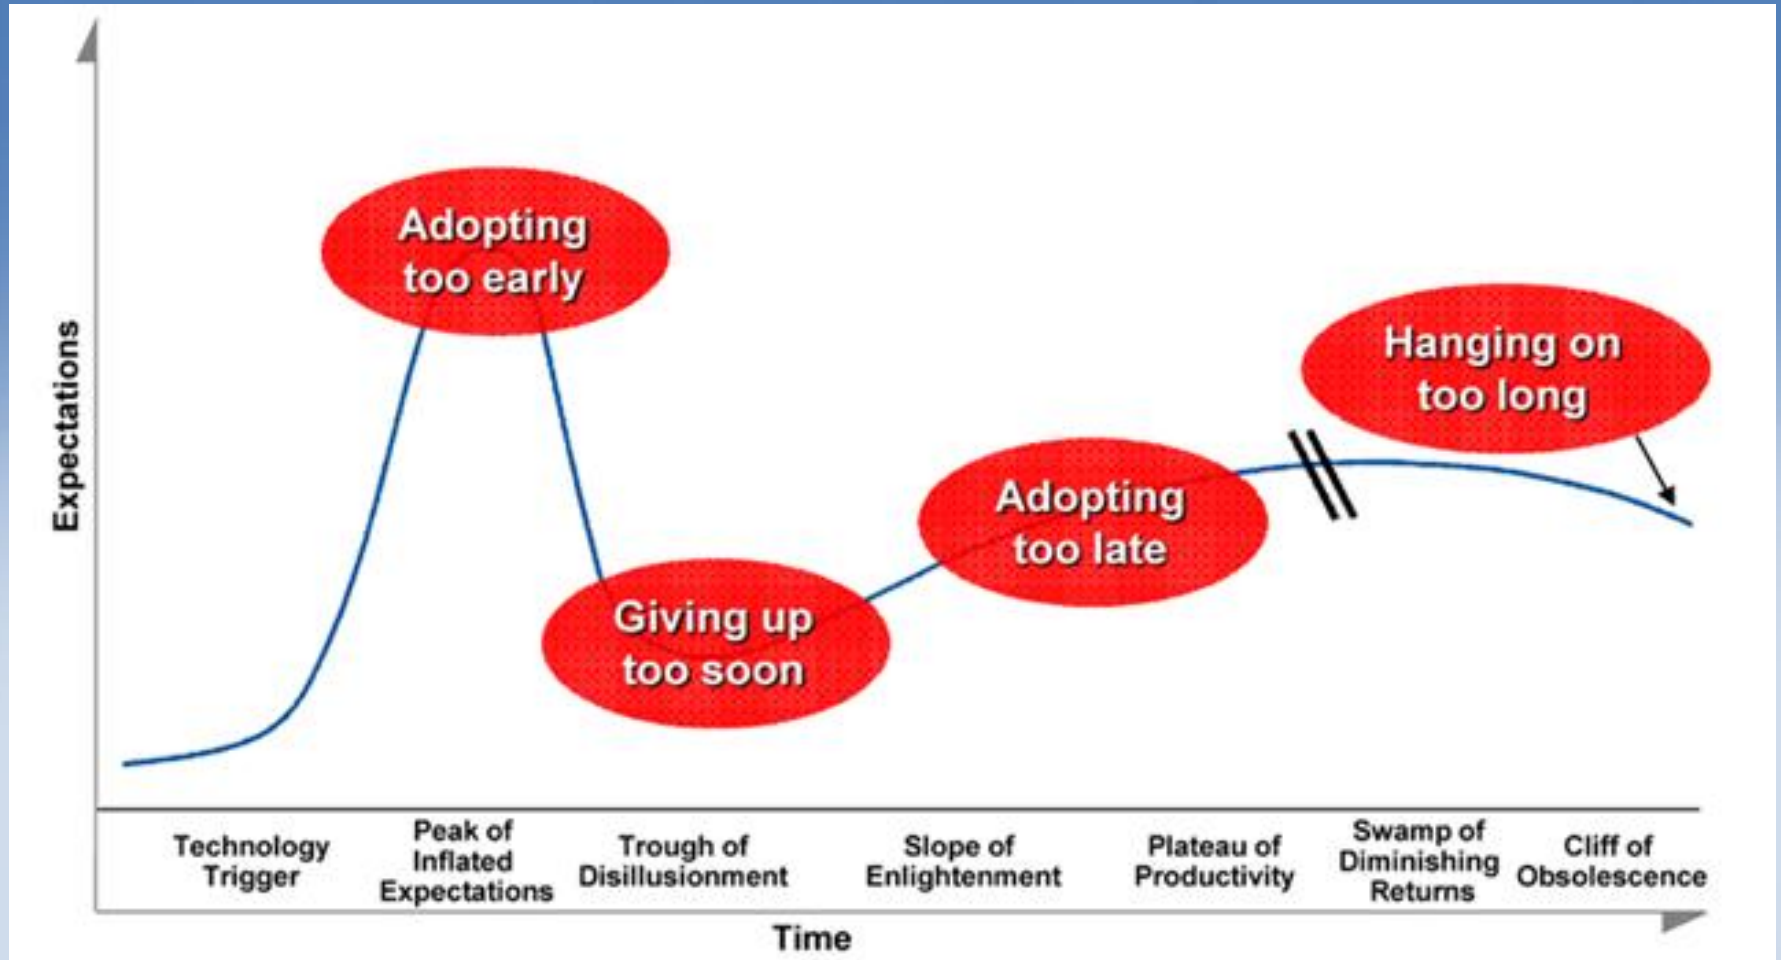 Adopting
too early
Hanging on
too long
Adopting
too late
Giving up
too soon
Expectations
Technology
Trigger
Peak of
Inflated
Expectations
Trough of
Disillusionment
Slope of
Enlightenment
Plateau of
Productivity
Swamp of
Diminishing
Returns
Cliff of
Obsolescence
Time